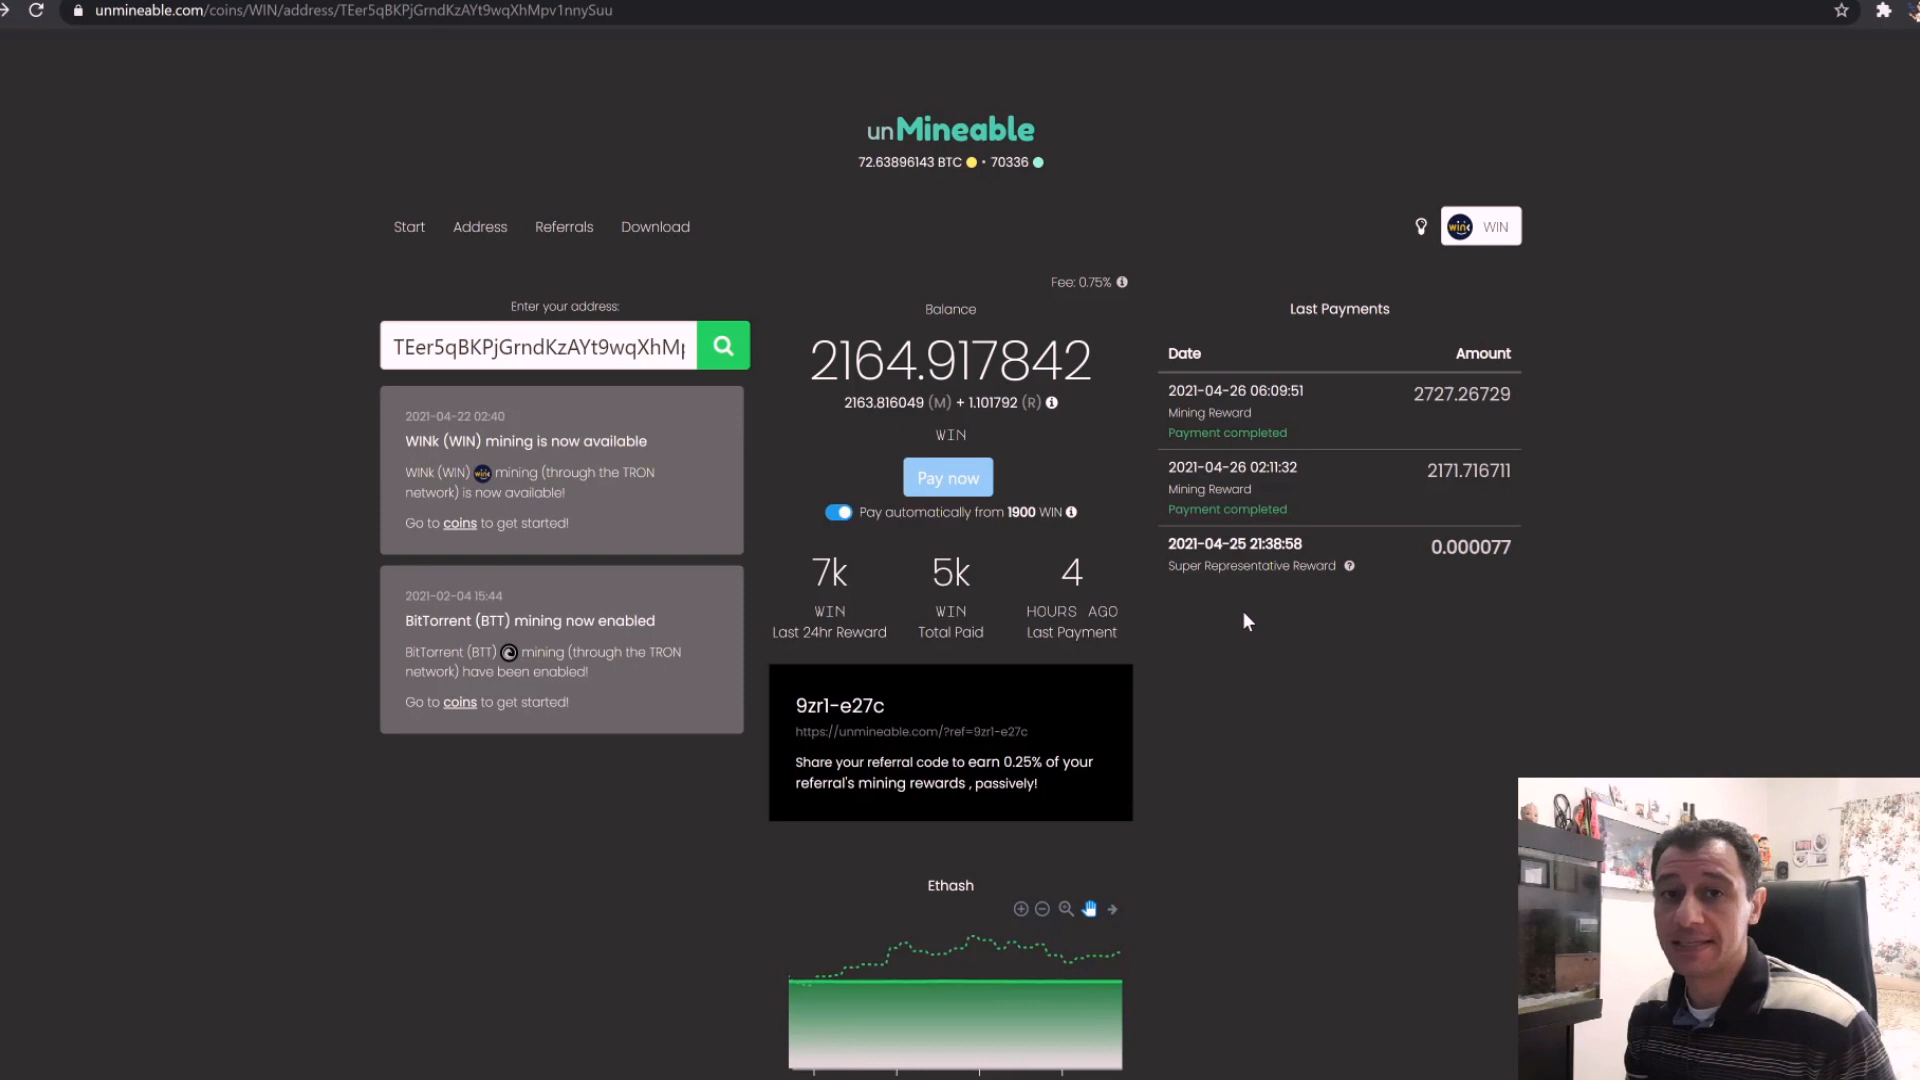 unmineable.com/coins/WIN/address/TEer5qBKPjGrndKzAYt9wqXhMpv1nnySuu
unMineable
72.63896143 BTC • 70336
Start Address Referrals Download
WIN
Fee: 0.75%
Enter your address:
TEer5qBKPjGrndKzAYt9wqXhMp
2021-04-22 02:40
WINk (WIN) mining is now available
WINk (WIN) mining (through the TRON
network) is now available!
Go to coins to get started!
2021-02-04 15:44
BitTorrent (BTT) mining now enabled
BitTorrent (BTT) mining (through the TRON
network) have been enabled!
Go to coins to get started!
Balance
2164.917842
2163.816049 (M) + 1.101792 (R)
WIN
Pay now
Pay automatically from 1900 WIN
7k
WIN
Last 24hr Reward
5k
WIN
Total Paid
4
HOURS AGO
Last Payment
9zr1-e27c
https://unmineable.com/?ref=9zr1-e27c
Share your referral code to earn 0.25% of your
referral's mining rewards , passively!
Ethash
Last Payments
Date Amount
2021-04-26 06:09:51 2727.26729
Mining Reward
Payment completed
2021-04-26 02:11:32 2171.716711
Mining Reward
Payment completed
2021-04-25 21:38:58 0.000077
Super Representative Reward